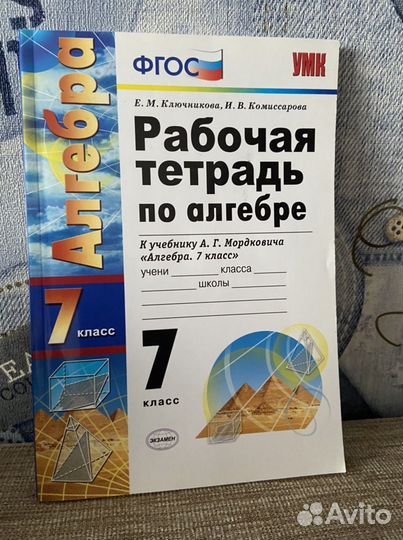 Алгебра
7
класс
ФГОС
УМК
Е. М. Ключникова, И. В. Комиссарова
Рабочая
тетрадь
по алгебре
К учебнику А. Г. Мордковича
«Алгебра. 7 класс»
учени класса
школы
7
класс
ЭКЗАМЕН
Avito